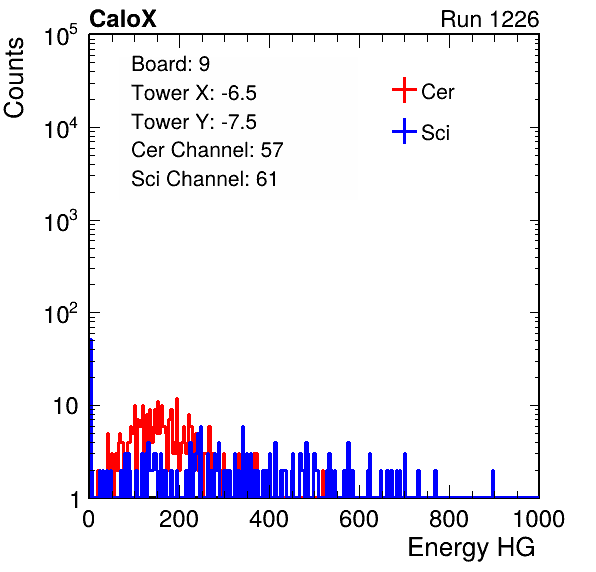 CaloX Run 1226
Counts
10^5
10^4
10^3
10^2
10
1
Board: 9
Tower X: -6.5
Tower Y: -7.5
Cer Channel: 57
Sci Channel: 61
Cer
Sci
0 200 400 600 800 1000
Energy HG